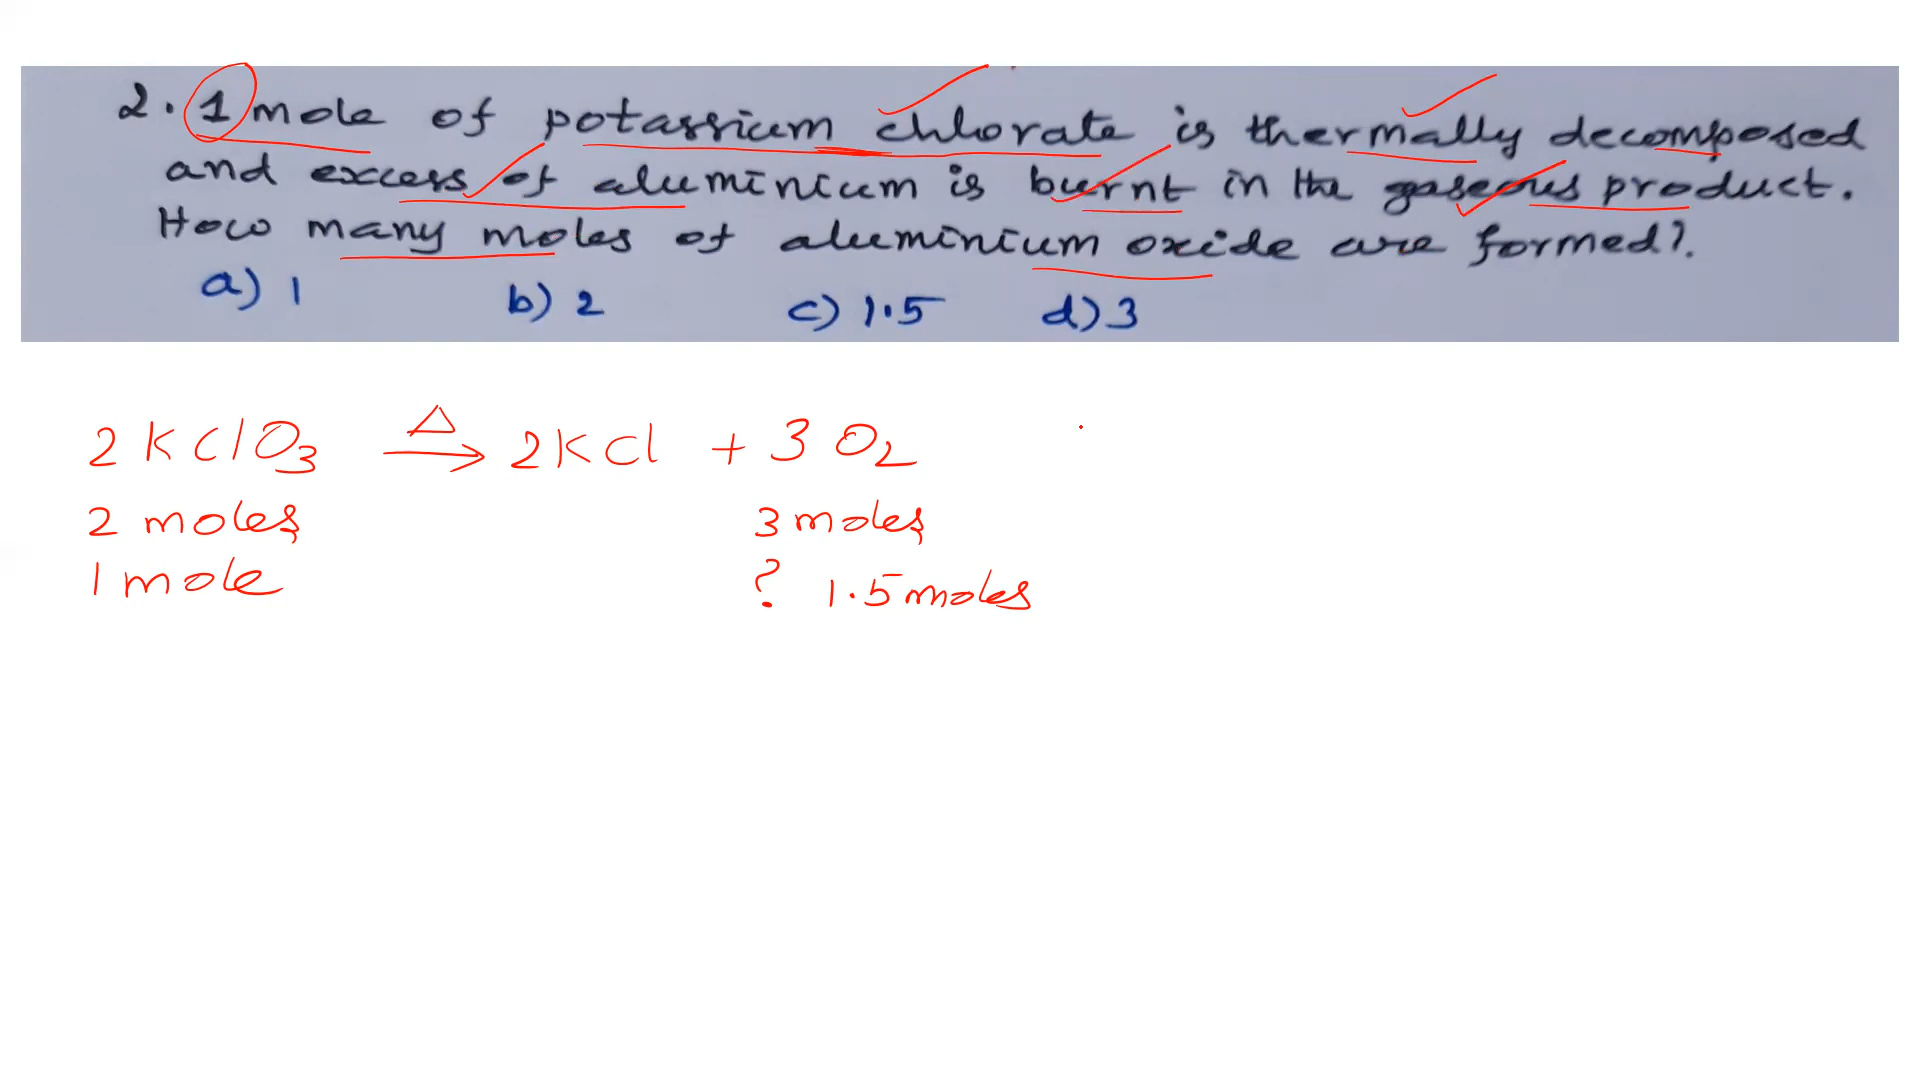 2. 1 mole of potassium chlorate is thermally decomposed
and excess of aluminium is burnt in the gaseous product.
How many moles of aluminium oxide are formed?.
a) 1 b) 2 c) 1.5 d) 3
2 KClO3 Δ→ 2KCl + 3 O2
2 moles 3 moles
1 mole ? 1.5 moles